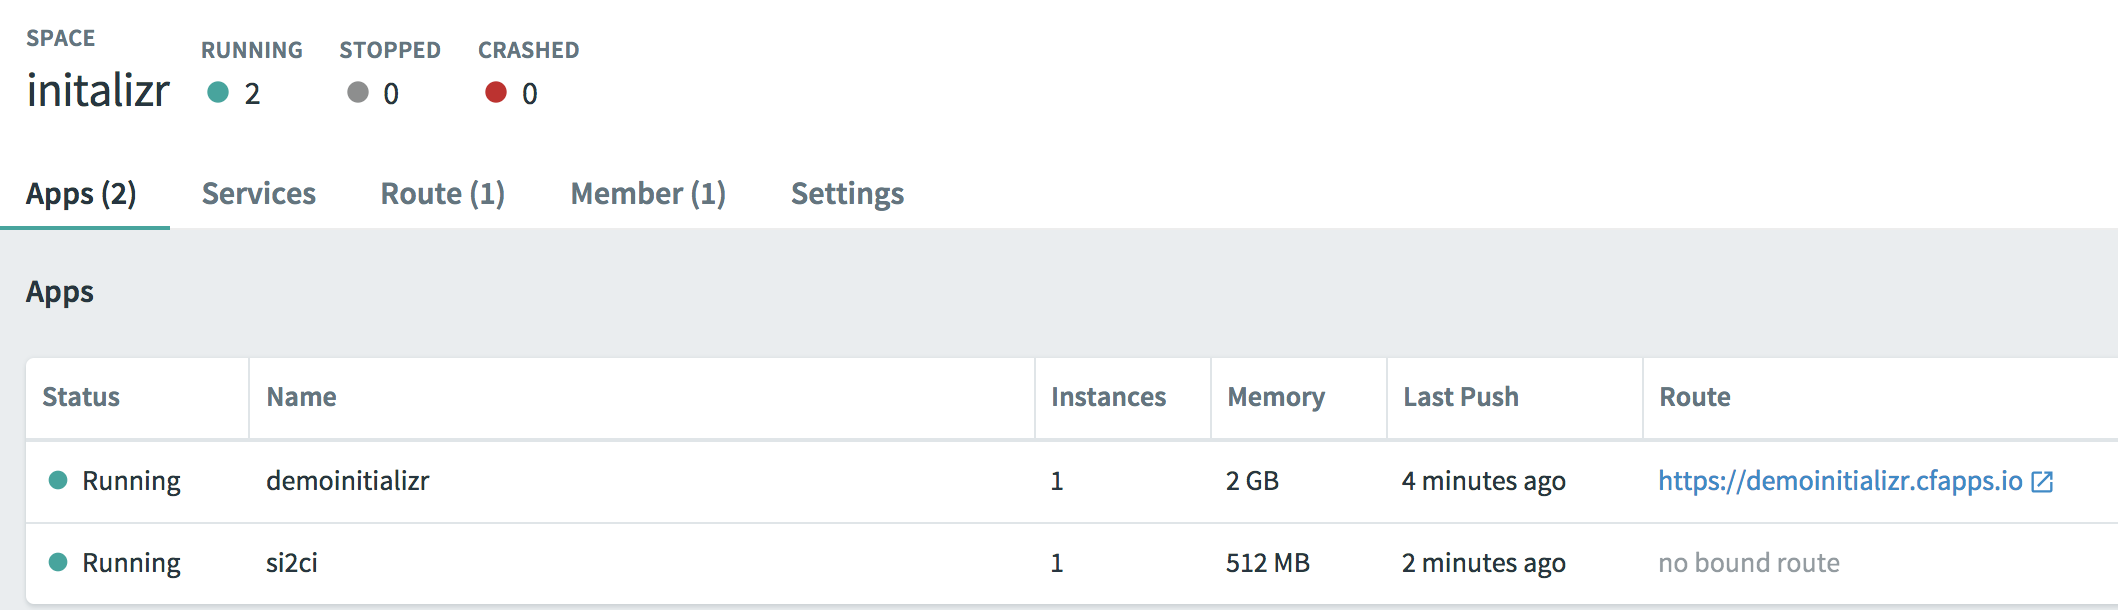 SPACE
initalizr
RUNNING STOPPED CRASHED
2 0 0
Apps (2) Services Route (1) Member (1) Settings
Apps
Status Name Instances Memory Last Push Route
Running demoinitializr 1 2 GB 4 minutes ago https://demoinitializr.cfapps.io
Running si2ci 1 512 MB 2 minutes ago no bound route